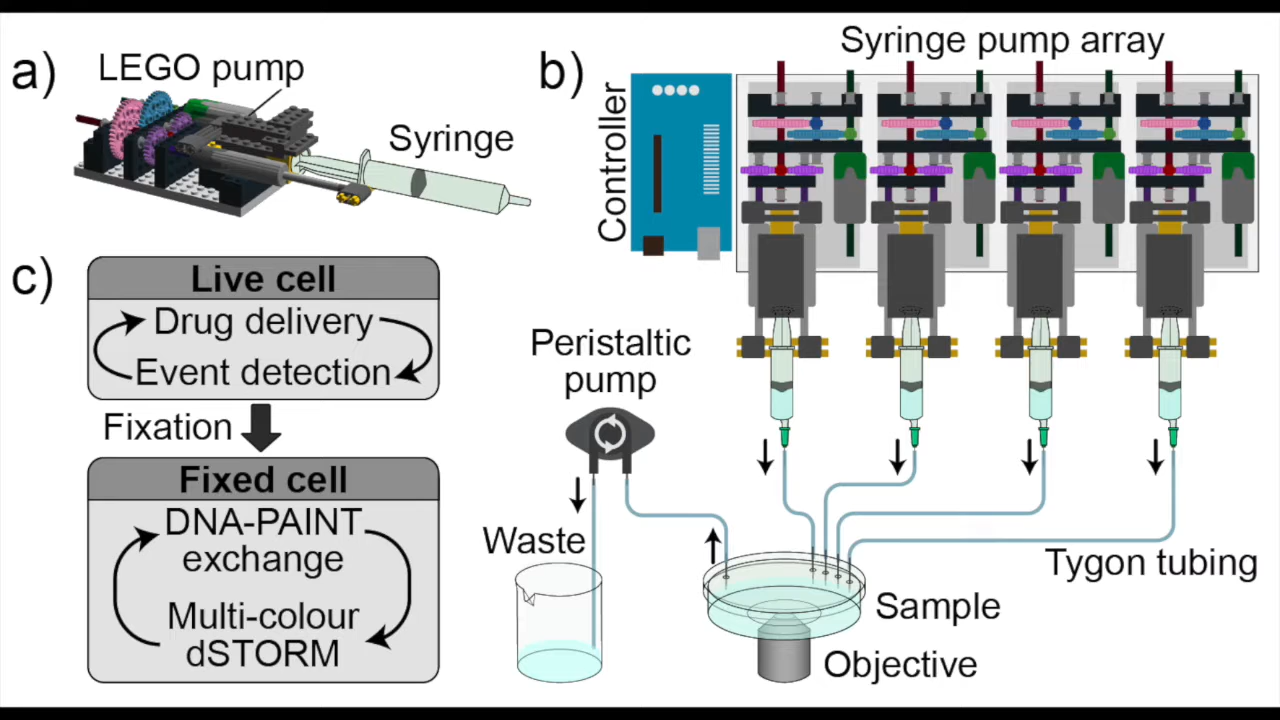 a)
LEGO pump
Syringe
b)
Controller
Syringe pump array
c)
Live cell
Drug delivery
Event detection
Fixation
Fixed cell
DNA-PAINT
exchange
Multi-colour
dSTORM
Peristaltic
pump
Waste
Tygon tubing
Sample
Objective